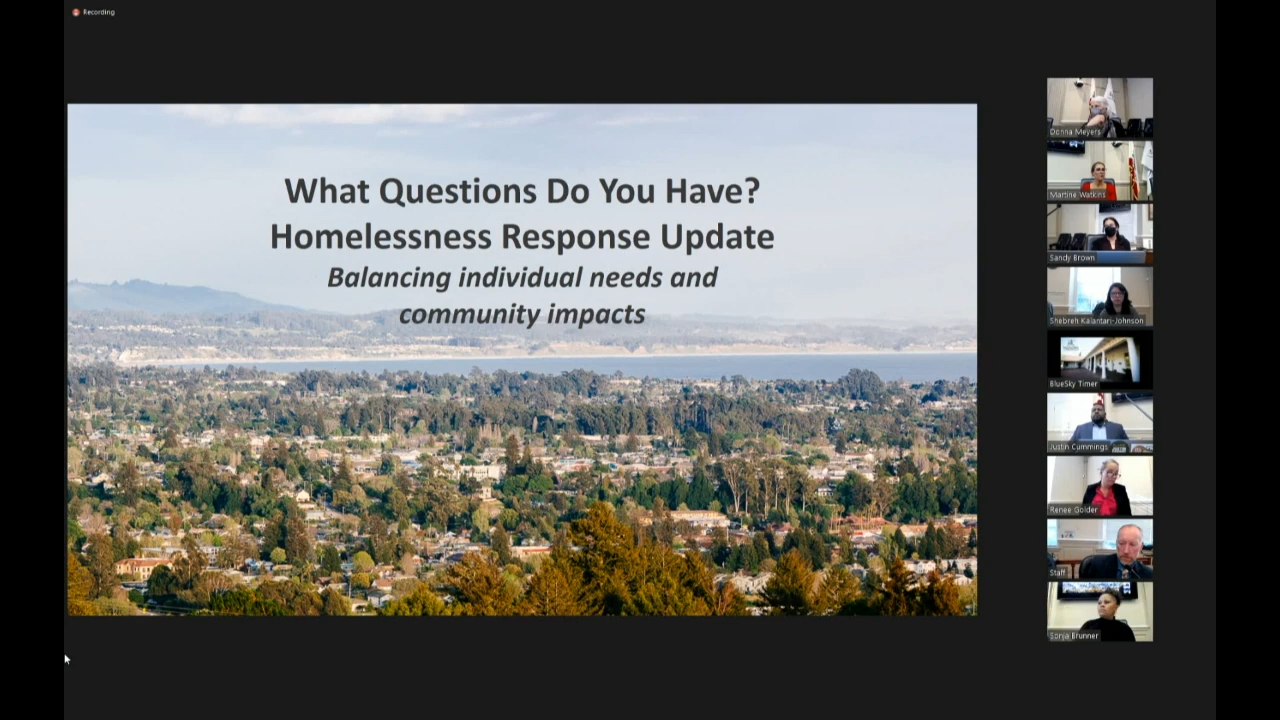 Recording
What Questions Do You Have?
Homelessness Response Update
Balancing individual needs and
community impacts
Donna Meyers
Martine Watkins
Sandy Brown
Shebreh Kalantari-Johnson
BlueSky Timer
Justin Cummings
Renee Golder
Staff
Sonja Brunner